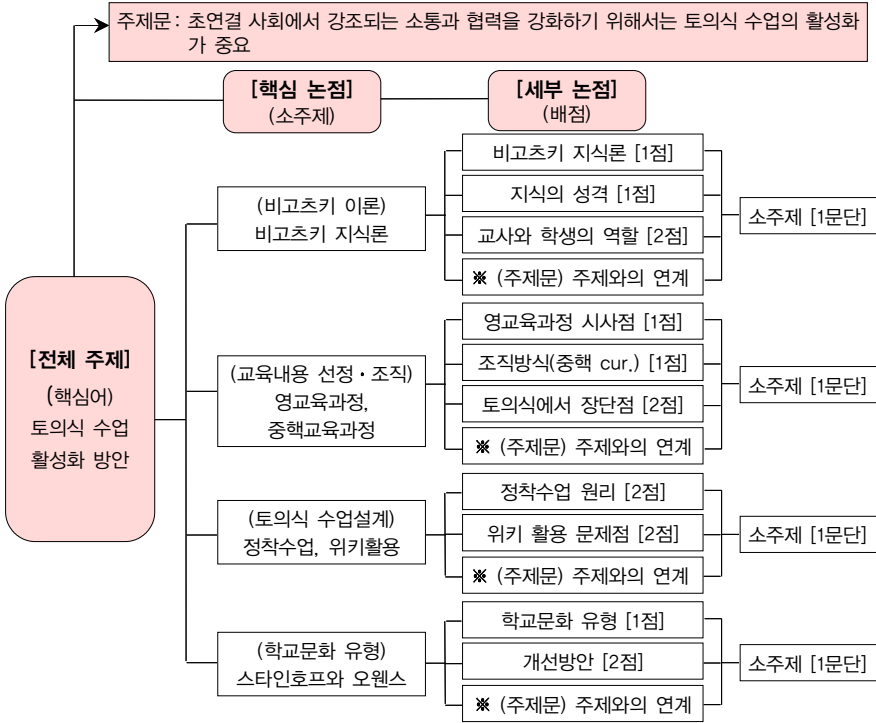 주제문: 초연결 사회에서 강조되는 소통과 협력을 강화하기 위해서는 토의식 수업의 활성화
가 중요
[핵심 논점]
(소주제)
[세부 논점]
(배점)
[전체 주제]
(핵심어)
토의식 수업
활성화 방안
(비고츠키 이론)
비고츠키 지식론
비고츠키 지식론 [1점]
지식의 성격 [1점]
교사와 학생의 역할 [2점]
※ (주제문) 주제와의 연계
소주제 [1문단]
(교육내용 선정·조직)
영교육과정,
중핵교육과정
영교육과정 시사점 [1점]
조직방식(중핵 cur.) [1점]
토의식에서 장단점 [2점]
※ (주제문) 주제와의 연계
소주제 [1문단]
(토의식 수업설계)
정착수업, 위키활용
정착수업 원리 [2점]
위키 활용 문제점 [2점]
※ (주제문) 주제와의 연계
소주제 [1문단]
(학교문화 유형)
스타인호프와 오웬스
학교문화 유형 [1점]
개선방안 [2점]
※ (주제문) 주제와의 연계
소주제 [1문단]